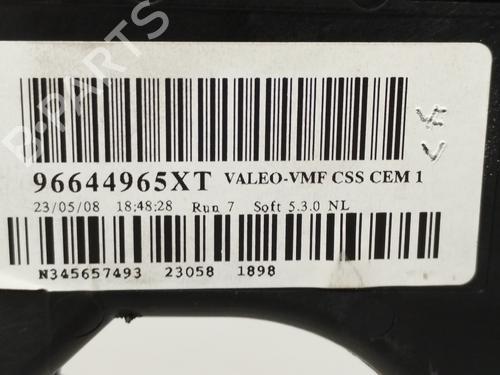 B-PARTS
96644965XT VALEO-VMF CSS CEM 1
23/05/08 18:48:28 Run 7 Soft 5.3.0 NL
N345657493 23058 1898